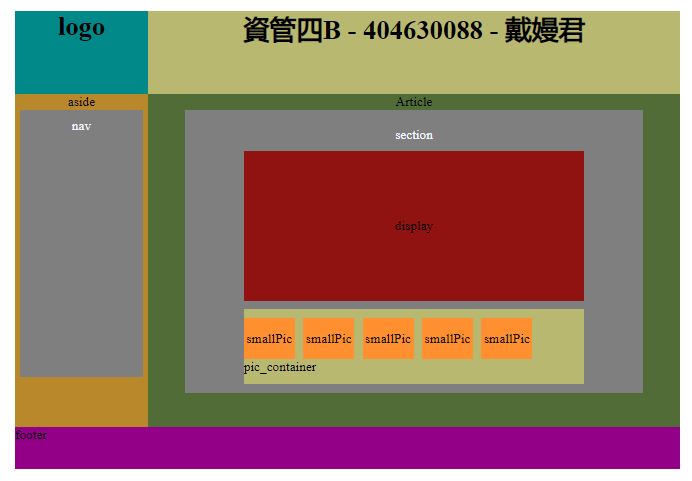 logo
資管四B - 404630088 - 戴嫚君
aside
nav
Article
section
display
smallPic smallPic smallPic smallPic smallPic
pic_container
footer